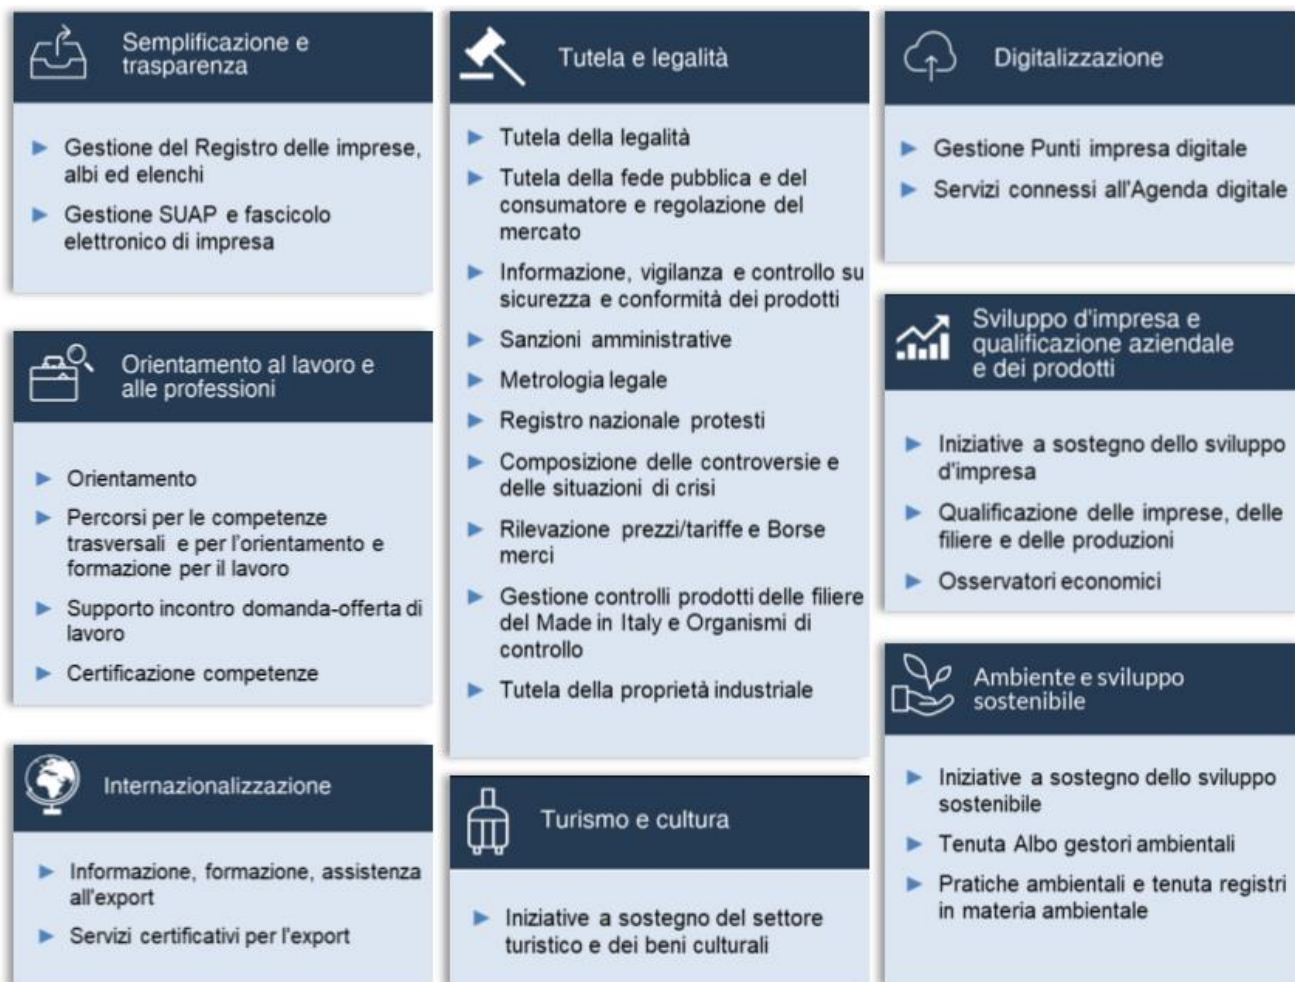 Semplificazione e
trasparenza
Gestione del Registro delle imprese,
albi ed elenchi
Gestione SUAP e fascicolo
elettronico di impresa
Orientamento al lavoro e
alle professioni
Orientamento
Percorsi per le competenze
trasversali e per l'orientamento e
formazione per il lavoro
Supporto incontro domanda-offerta di
lavoro
Certificazione competenze
Internazionalizzazione
Informazione, formazione, assistenza
all'export
Servizi certificativi per l'export
Tutela e legalità
Tutela della legalità
Tutela della fede pubblica e del
consumatore e regolazione del
mercato
Informazione, vigilanza e controllo su
sicurezza e conformità dei prodotti
Sanzioni amministrative
Metrologia legale
Registro nazionale protesti
Composizione delle controversie e
delle situazioni di crisi
Rilevazione prezzi/tariffe e Borse
merci
Gestione controlli prodotti delle filiere
del Made in Italy e Organismi di
controllo
Tutela della proprietà industriale
Turismo e cultura
Iniziative a sostegno del settore
turistico e dei beni culturali
Digitalizzazione
Gestione Punti impresa digitale
Servizi connessi all'Agenda digitale
Sviluppo d'impresa e
qualificazione aziendale
e dei prodotti
Iniziative a sostegno dello sviluppo
d'impresa
Qualificazione delle imprese, delle
filiere e delle produzioni
Osservatori economici
Ambiente e sviluppo
sostenibile
Iniziative a sostegno dello sviluppo
sostenibile
Tenuta Albo gestori ambientali
Pratiche ambientali e tenuta registri
in materia ambientale